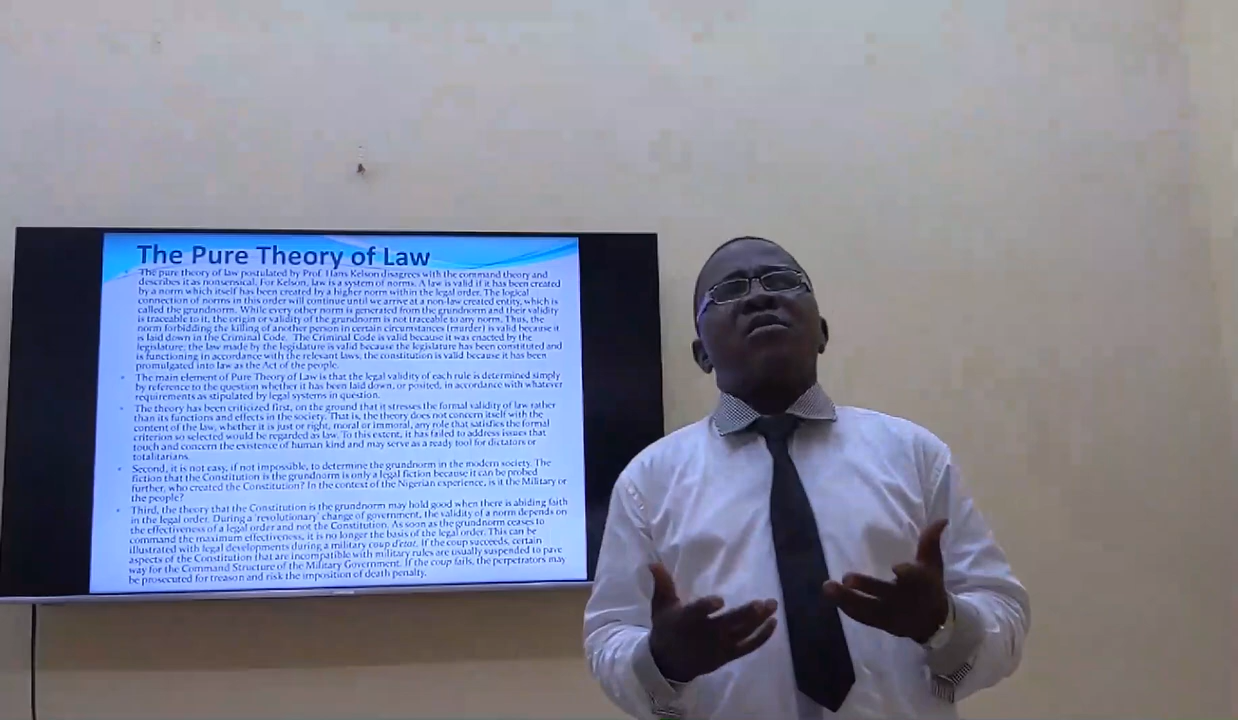 The Pure Theory of Law
• The pure theory of law postulated by Prof. Hans Kelson disagrees with the command theory and
describes it as nonsensical. For Kelson, law is a system of norms. A law is valid if it has been created
by a norm which itself has been created by a higher norm within the legal order. The logical
connection of norms in this order will continue until we arrive at a non-law created entity, which is
called the grundnorm. While every other norm is generated from the grundnorm and their validity
is traceable to it, the origin or validity of the grundnorm is not traceable to any norm. Thus, the
norm forbidding the killing of another person in certain circumstances (murder) is valid because it
is laid down in the Criminal Code. The Criminal Code is valid because it was enacted by the
legislature; the law made by the legislature is valid because the legislature has been constituted and
is functioning in accordance with the relevant laws, the constitution is valid because it has been
promulgated into law as the Act of the people.
• The main element of Pure Theory of Law is that the legal validity of each rule is determined simply
by reference to the question whether it has been laid down, or posited, in accordance with whatever
requirements as stipulated by legal systems in question.
• The theory has been criticized first, on the ground that it stresses the formal validity of law rather
than its functions and effects in the society. That is, the theory does not concern itself with the
content of the law, whether it is just or right, moral or immoral, any role that satisfies the formal
criterion so selected would be regarded as law. To this extent, it has failed to address issues that
touch and concern the existence of human kind and may serve as a ready tool for dictators or
totalitarians.
• Second, it is not easy, if not impossible, to determine the grundnorm in the modern society. The
fiction that the Constitution is the grundnorm is only a legal fiction because it can be probed
further, who created the Constitution? In the context of the Nigerian experience, is it the Military or
the people?
• Third, the theory that the Constitution is the grundnorm may hold good when there is abiding faith
in the legal order. During a 'revolutionary' change of government, the validity of a norm depends on
the effectiveness of a legal order and not the Constitution. As soon as the grundnorm ceases to
command the maximum effectiveness, it is no longer the basis of the legal order. This can be
illustrated with legal developments during a military coup d'etat. If the coup succeeds, certain
aspects of the Constitution that are incompatible with military rules are usually suspended to pave
way for the Command Structure of the Military Government. If the coup fails, the perpetrators may
be prosecuted for treason and risk the imposition of death penalty.